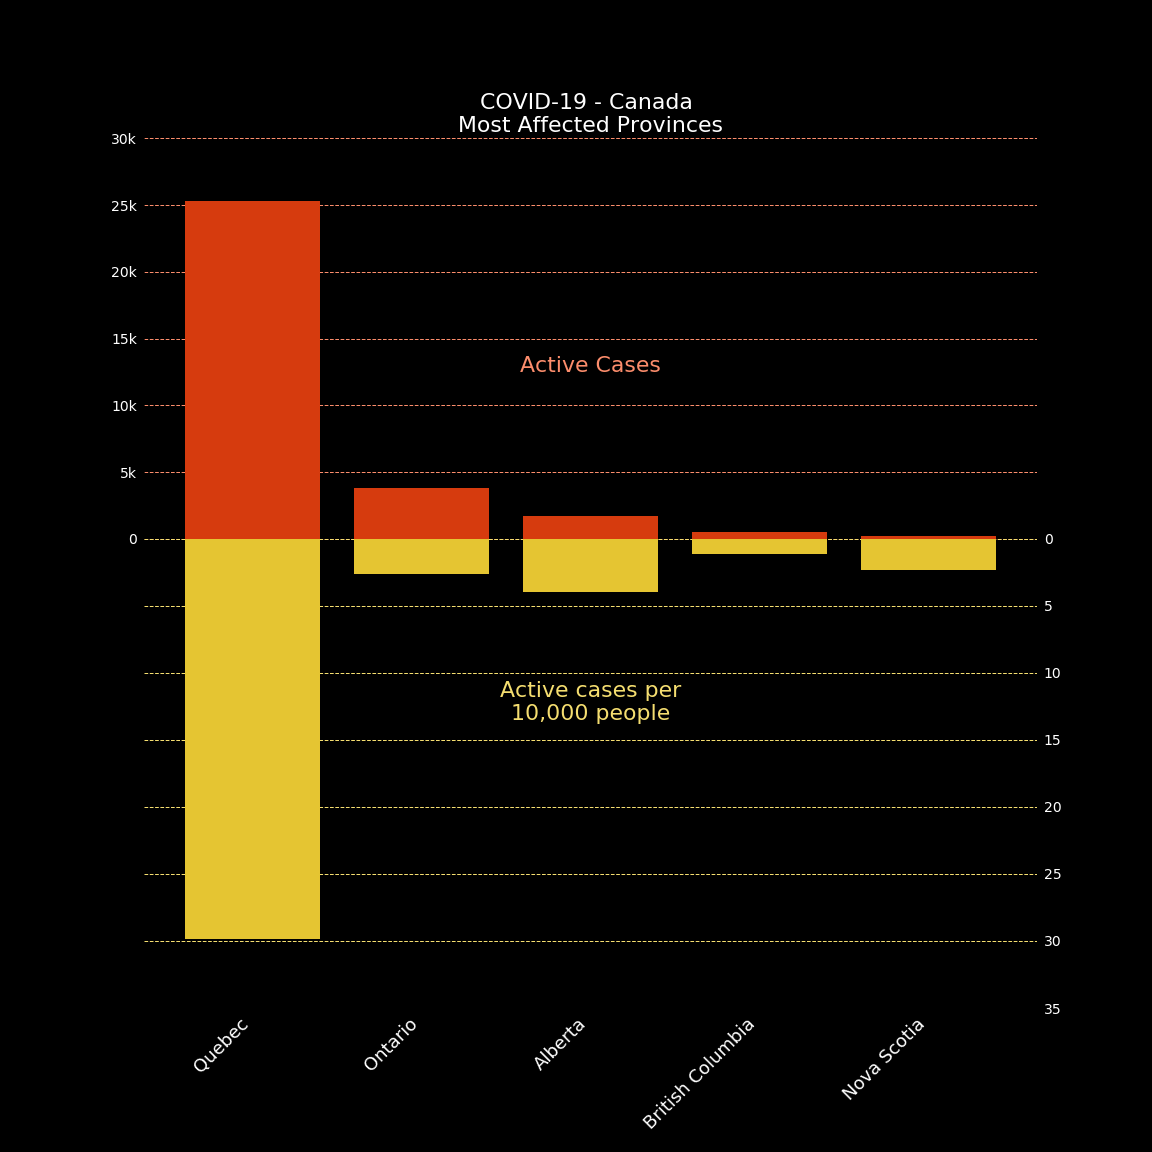 COVID-19 - Canada
Most Affected Provinces
30k
25k
20k
15k
Active Cases
10k
5k
0
0
5
10
Active cases per
10,000 people
15
20
25
30
35
Quebec
Ontario
Alberta
British Columbia
Nova Scotia